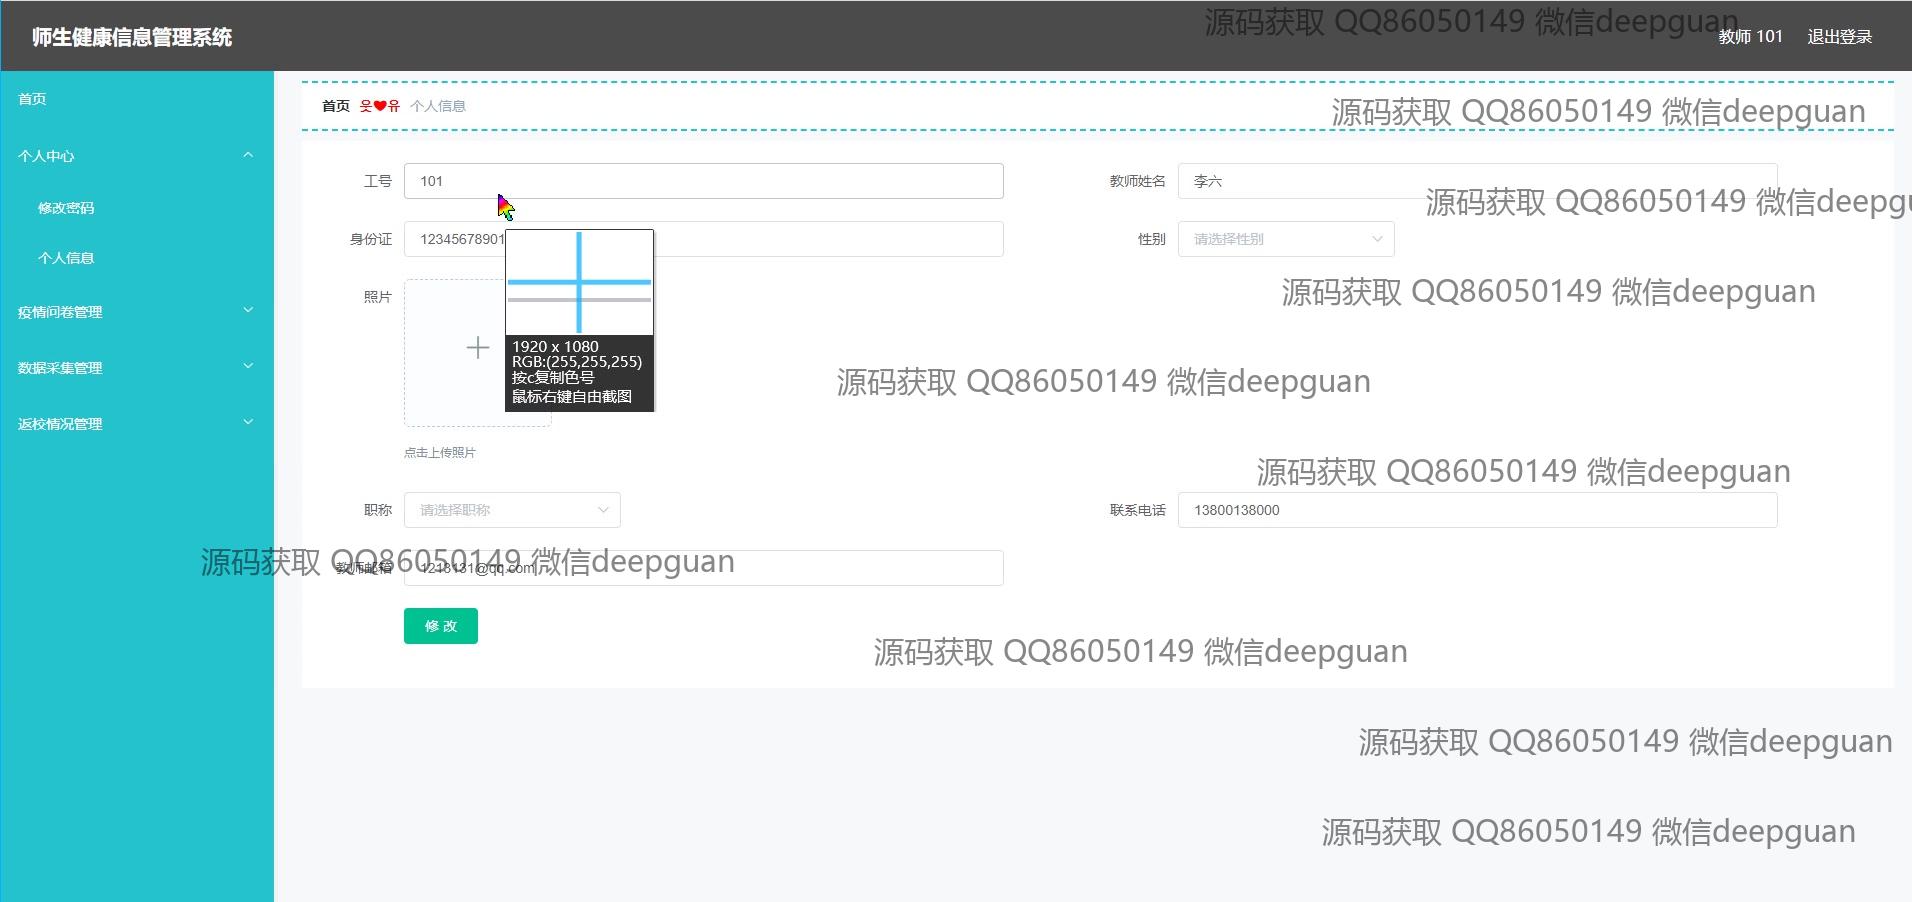 师生健康信息管理系统
源码获取 QQ86050149 微信deepguan
教师 101
退出登录
首页
个人中心
修改密码
个人信息
疫情问卷管理
数据采集管理
返校情况管理
首页 웃❤유 个人信息
源码获取 QQ86050149 微信deepguan
工号 101
教师姓名 李六
源码获取 QQ86050149 微信deepgu
身份证 12345678901
性别 请选择性别
照片
源码获取 QQ86050149 微信deepguan
1920 x 1080
RGB:(255,255,255)
按c复制色号
鼠标右键自由截图
源码获取 QQ86050149 微信deepguan
点击上传照片
源码获取 QQ86050149 微信deepguan
职称 请选择职称
联系电话 13800138000
源码获取 QQ86050149 微信deepguan
教师邮箱 1213131@qq.com
修 改
源码获取 QQ86050149 微信deepguan
源码获取 QQ86050149 微信deepguan
源码获取 QQ86050149 微信deepguan